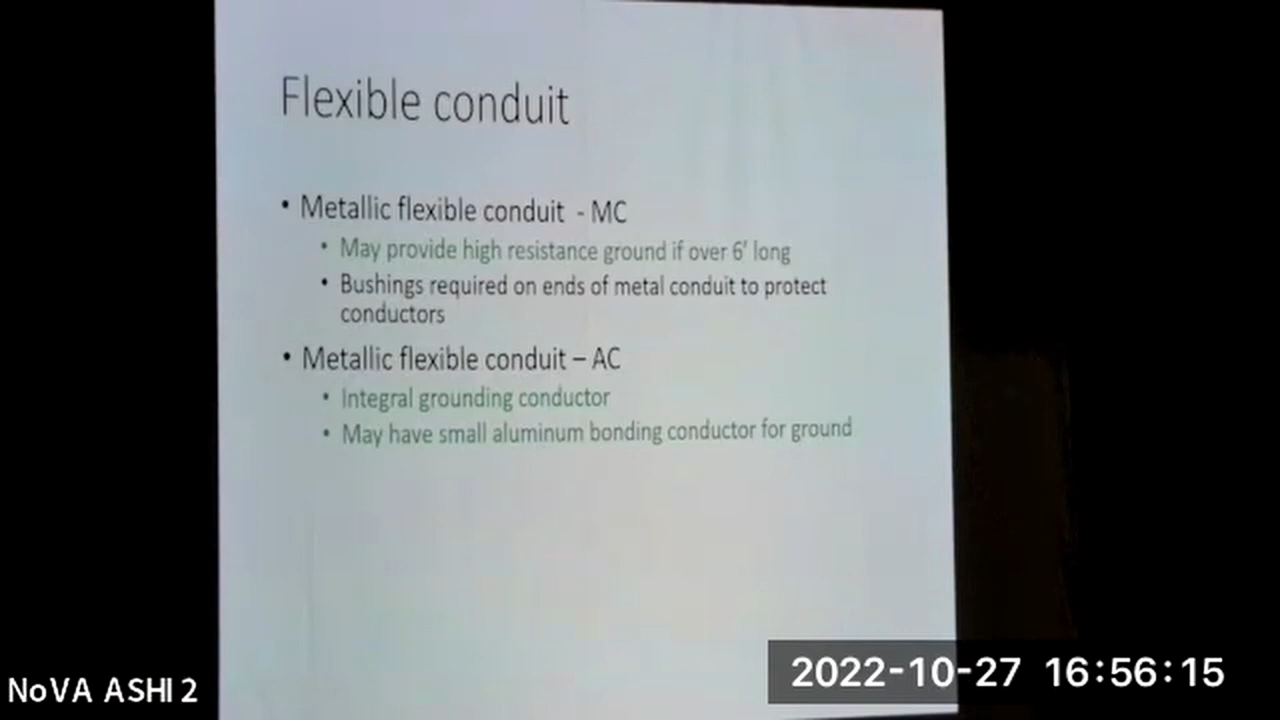 Flexible conduit
• Metallic flexible conduit - MC
• May provide high resistance ground if over 6' long
• Bushings required on ends of metal conduit to protect
conductors
• Metallic flexible conduit – AC
• Integral grounding conductor
• May have small aluminum bonding conductor for ground
NoVA ASHI 2
2022-10-27 16:56:15